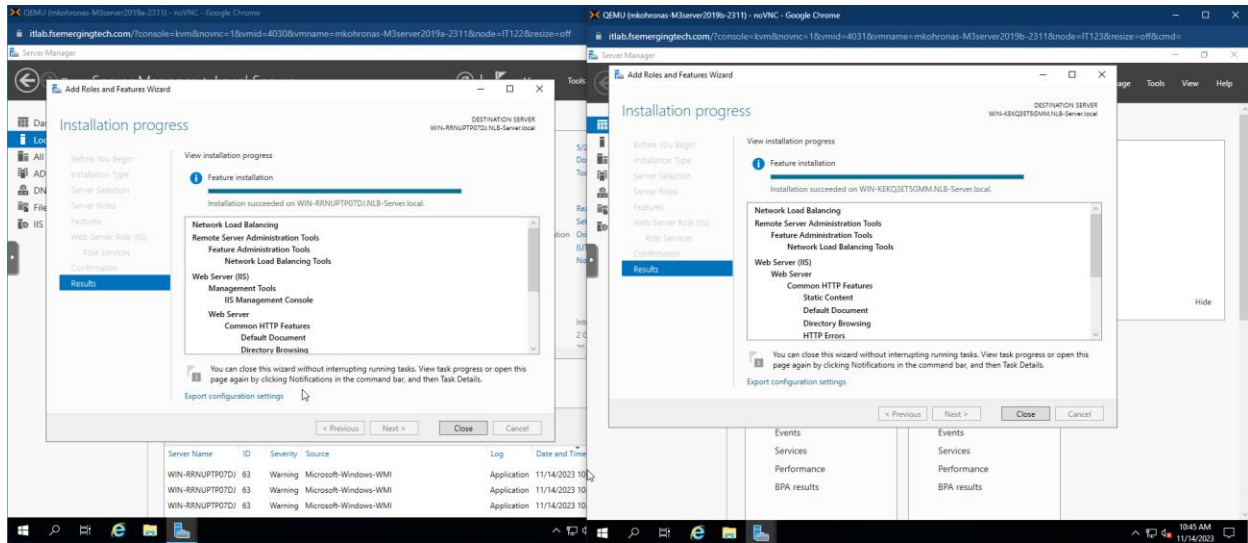 QEMU (mkohronas-M3server2019a-2311) - noVNC - Google Chrome
itlab.fsemergingtech.com/?console=kvm&novnc=1&vmid=4030&vmname=mkohronas-M3server2019a-2311&node=IT122&resize=off
Server Manager
Tools
Add Roles and Features Wizard
Installation progress
DESTINATION SERVER
WIN-RRNUPTP07DJ.NLB-Server.local
Before You Begin
Installation Type
Server Selection
Server Roles
Features
Web Server Role (IIS)
Role Services
Confirmation
Results
View installation progress
Feature installation
Installation succeeded on WIN-RRNUPTP07DJ.NLB-Server.local.
Network Load Balancing
Remote Server Administration Tools
Feature Administration Tools
Network Load Balancing Tools
Web Server (IIS)
Management Tools
IIS Management Console
Web Server
Common HTTP Features
Default Document
Directory Browsing
You can close this wizard without interrupting running tasks. View task progress or open this
page again by clicking Notifications in the command bar, and then Task Details.
Export configuration settings
< Previous
Next >
Close
Cancel
All
AD
DN
File
IIS
Server Name ID Severity Source Log Date and Time
WIN-RRNUPTP07DJ 63 Warning Microsoft-Windows-WMI Application 11/14/2023 10
WIN-RRNUPTP07DJ 63 Warning Microsoft-Windows-WMI Application 11/14/2023 10
WIN-RRNUPTP07DJ 63 Warning Microsoft-Windows-WMI Application 11/14/2023 10
QEMU (mkohronas-M3server2019b-2311) - noVNC - Google Chrome
itlab.fsemergingtech.com/?console=kvm&novnc=1&vmid=4031&vmname=mkohronas-M3server2019b-2311&node=IT123&resize=off&cmd=
Server Manager
age Tools View Help
Add Roles and Features Wizard
Installation progress
DESTINATION SERVER
WIN-KEKQ3ET5GMM.NLB-Server.local
Before You Begin
Installation Type
Server Selection
Server Roles
Features
Web Server Role (IIS)
Role Services
Confirmation
Results
View installation progress
Feature installation
Installation succeeded on WIN-KEKQ3ET5GMM.NLB-Server.local.
Network Load Balancing
Remote Server Administration Tools
Feature Administration Tools
Network Load Balancing Tools
Web Server (IIS)
Web Server
Common HTTP Features
Static Content
Default Document
Directory Browsing
HTTP Errors
You can close this wizard without interrupting running tasks. View task progress or open this
page again by clicking Notifications in the command bar, and then Task Details.
Export configuration settings
< Previous
Next >
Close
Cancel
Hide
Events
Services
Performance
BPA results
Events
Services
Performance
BPA results
10:45 AM
11/14/2023